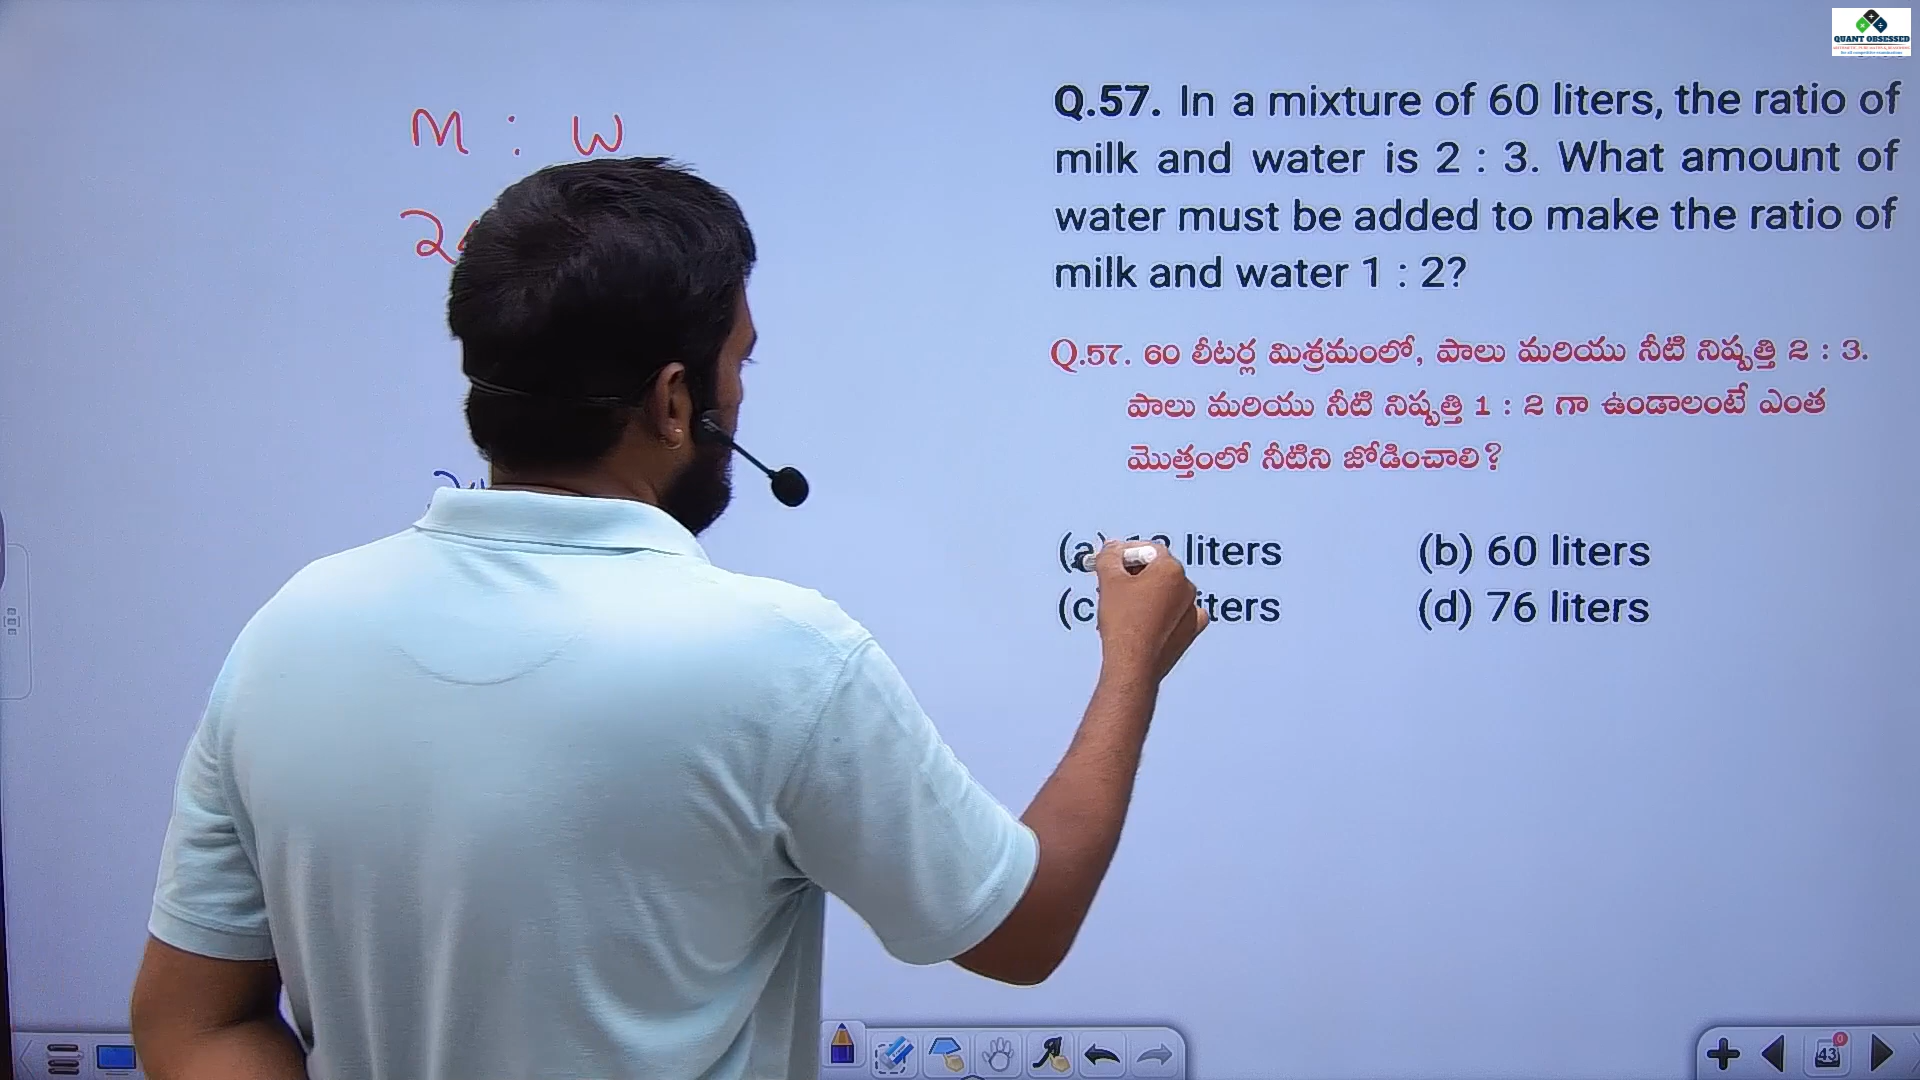 QUANT OBSESSED
M : W
Q.57. In a mixture of 60 liters, the ratio of
milk and water is 2 : 3. What amount of
water must be added to make the ratio of
milk and water 1 : 2?
Q.57. 60 లీటర్ల మిశ్రమంలో, పాలు మరియు నీటి నిష్పత్తి 2 : 3.
పాలు మరియు నీటి నిష్పత్తి 1 : 2 గా ఉండాలంటే ఎంత
మొత్తంలో నీటిని జోడించాలి?
(a) liters (b) 60 liters
(c) liters (d) 76 liters
43
0